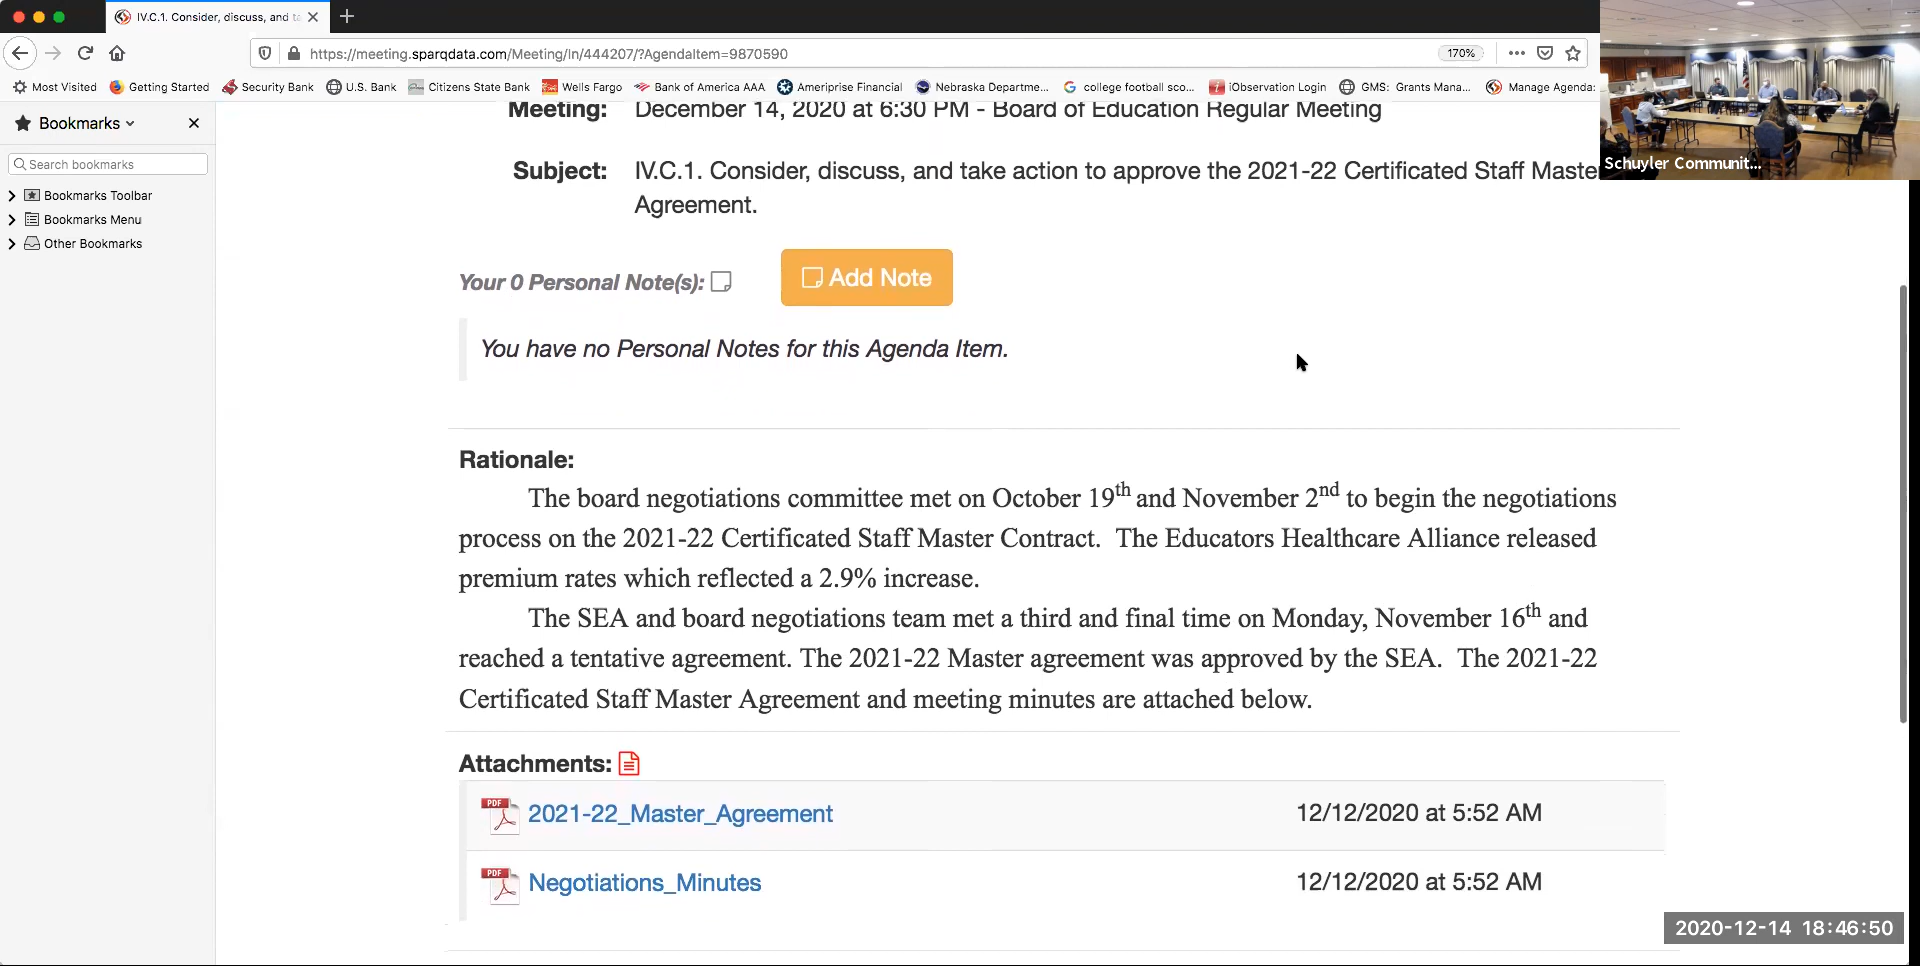 IV.C.1. Consider, discuss, and ta
https://meeting.sparqdata.com/Meeting/In/444207/?AgendaItem=9870590
170%
Most Visited
Getting Started
Security Bank
U.S. Bank
Citizens State Bank
Wells Fargo
Bank of America AAA
Ameriprise Financial
Nebraska Departme...
college football sco...
iObservation Login
GMS: Grants Mana...
Manage Agenda:
Bookmarks
Search bookmarks
Bookmarks Toolbar
Bookmarks Menu
Other Bookmarks
Schuyler Communit...
Meeting: December 14, 2020 at 6:30 PM - Board of Education Regular Meeting
Subject: IV.C.1. Consider, discuss, and take action to approve the 2021-22 Certificated Staff Maste
Agreement.
Your 0 Personal Note(s):
Add Note
You have no Personal Notes for this Agenda Item.
Rationale:
The board negotiations committee met on October 19th and November 2nd to begin the negotiations
process on the 2021-22 Certificated Staff Master Contract. The Educators Healthcare Alliance released
premium rates which reflected a 2.9% increase.
The SEA and board negotiations team met a third and final time on Monday, November 16th and
reached a tentative agreement. The 2021-22 Master agreement was approved by the SEA. The 2021-22
Certificated Staff Master Agreement and meeting minutes are attached below.
Attachments:
PDF 2021-22_Master_Agreement 12/12/2020 at 5:52 AM
PDF Negotiations_Minutes 12/12/2020 at 5:52 AM
2020-12-14 18:46:50